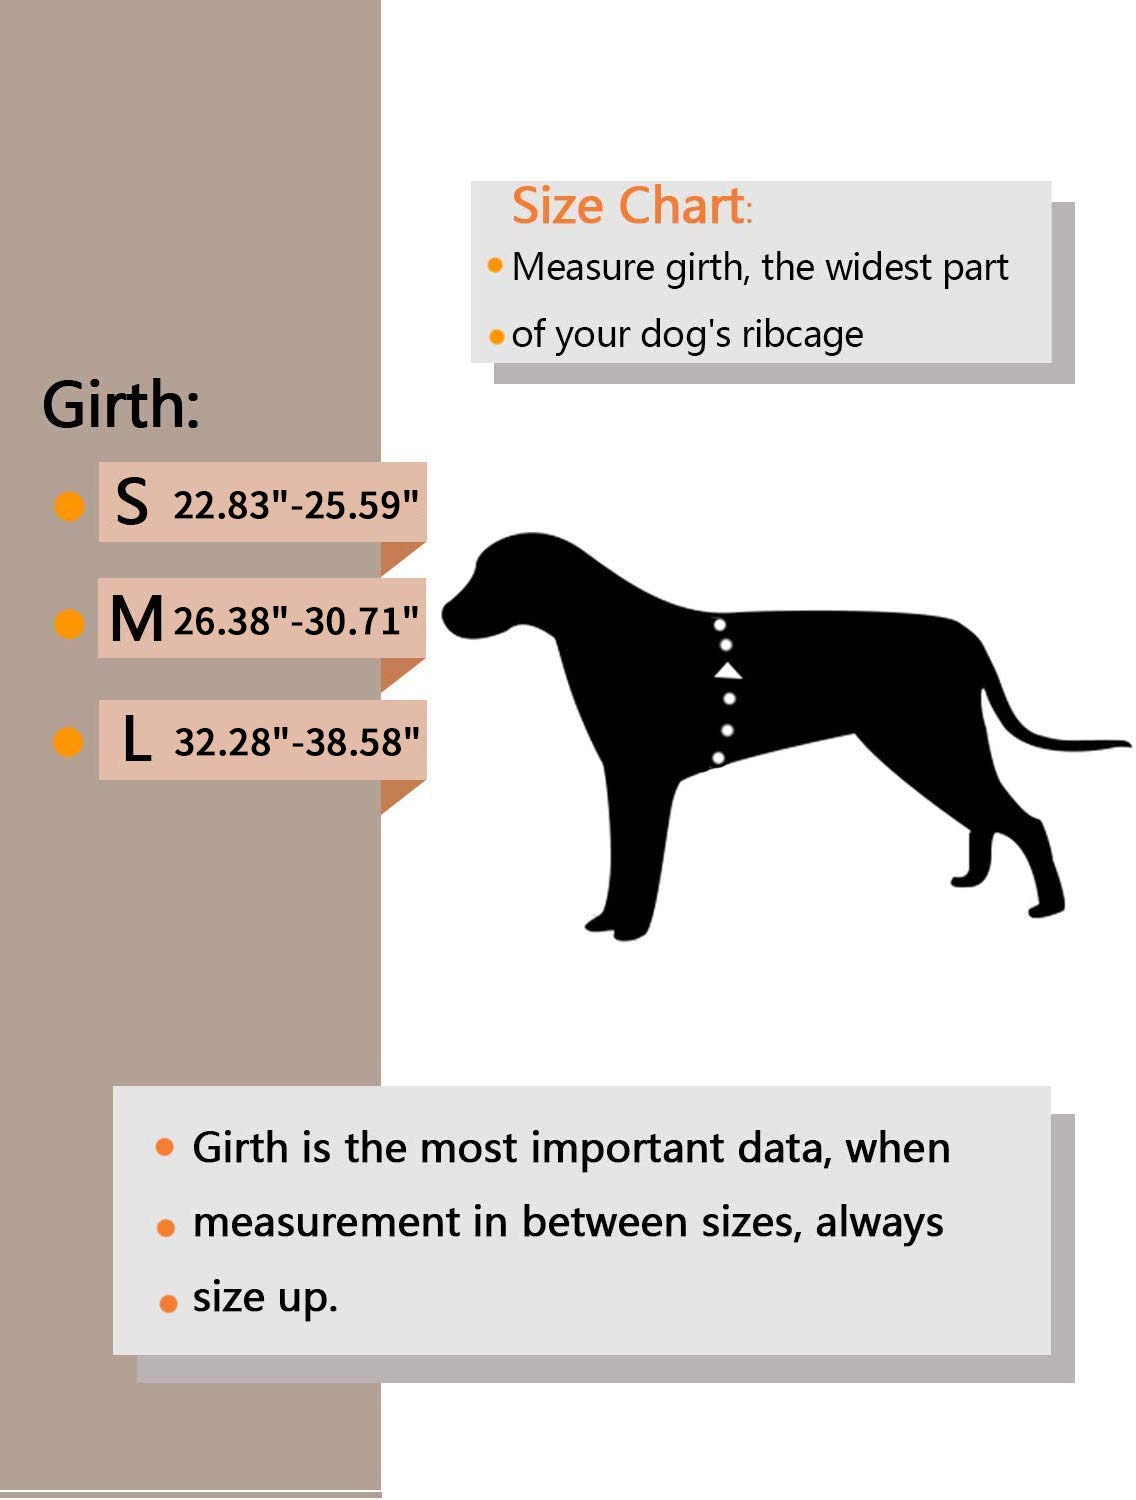 Size Chart:
Measure girth, the widest part
of your dog's ribcage
Girth:
S 22.83"-25.59"
M 26.38"-30.71"
L 32.28"-38.58"
Girth is the most important data, when
measurement in between sizes, always
size up.